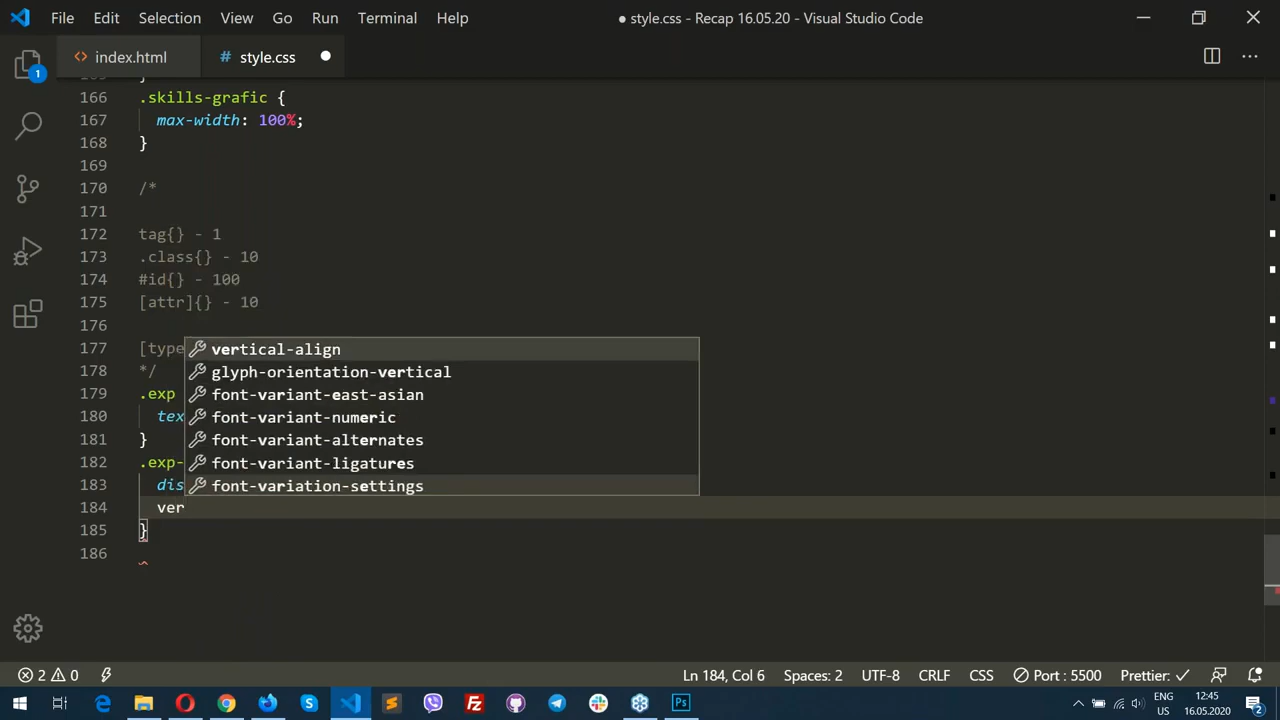 File Edit Selection View Go Run Terminal Help
● style.css - Recap 16.05.20 - Visual Studio Code
1
<> index.html
# style.css ●
166 .skills-grafic {
167 max-width: 100%;
168 }
169
170 /*
171
172 tag{} - 1
173 .class{} - 10
174 #id{} - 100
175 [attr]{} - 10
176
177 [type
178 */
179 .exp
180 tex
181 }
182 .exp-
183 dis
184 ver
185 }
186
vertical-align
glyph-orientation-vertical
font-variant-east-asian
font-variant-numeric
font-variant-alternates
font-variant-ligatures
font-variation-settings
2 0
Ln 184, Col 6 Spaces: 2 UTF-8 CRLF CSS Port : 5500 Prettier: ✓
ENG 12:45
US 16.05.2020
2